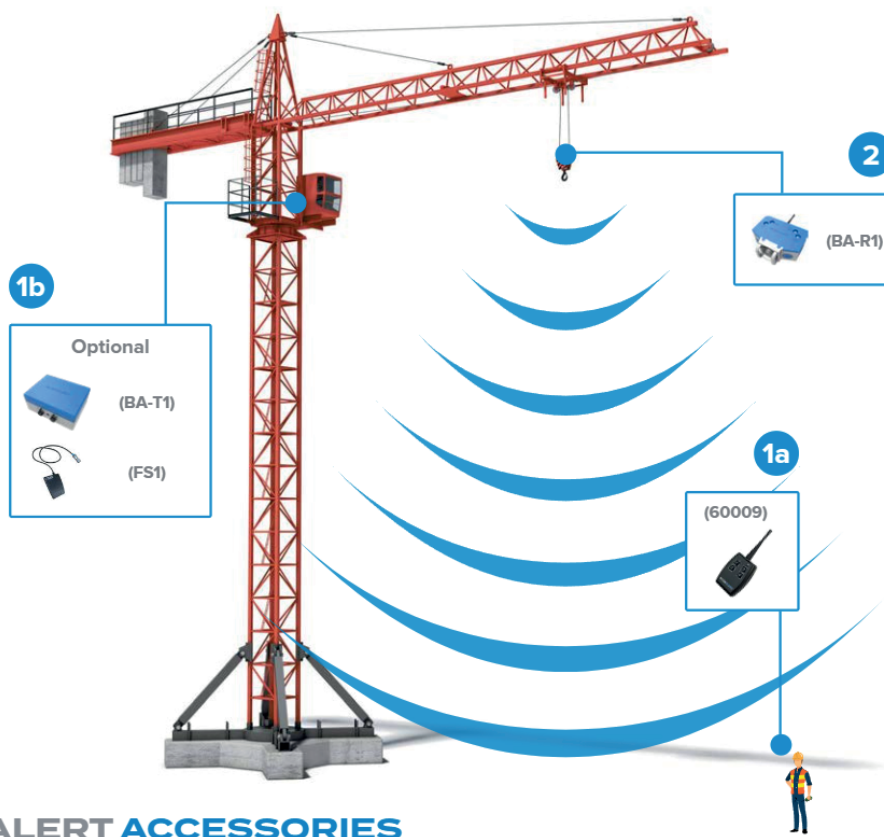 2
(BA-R1)
1b
Optional
(BA-T1)
(FS1)
1a
(60009)
ALERT ACCESSORIES